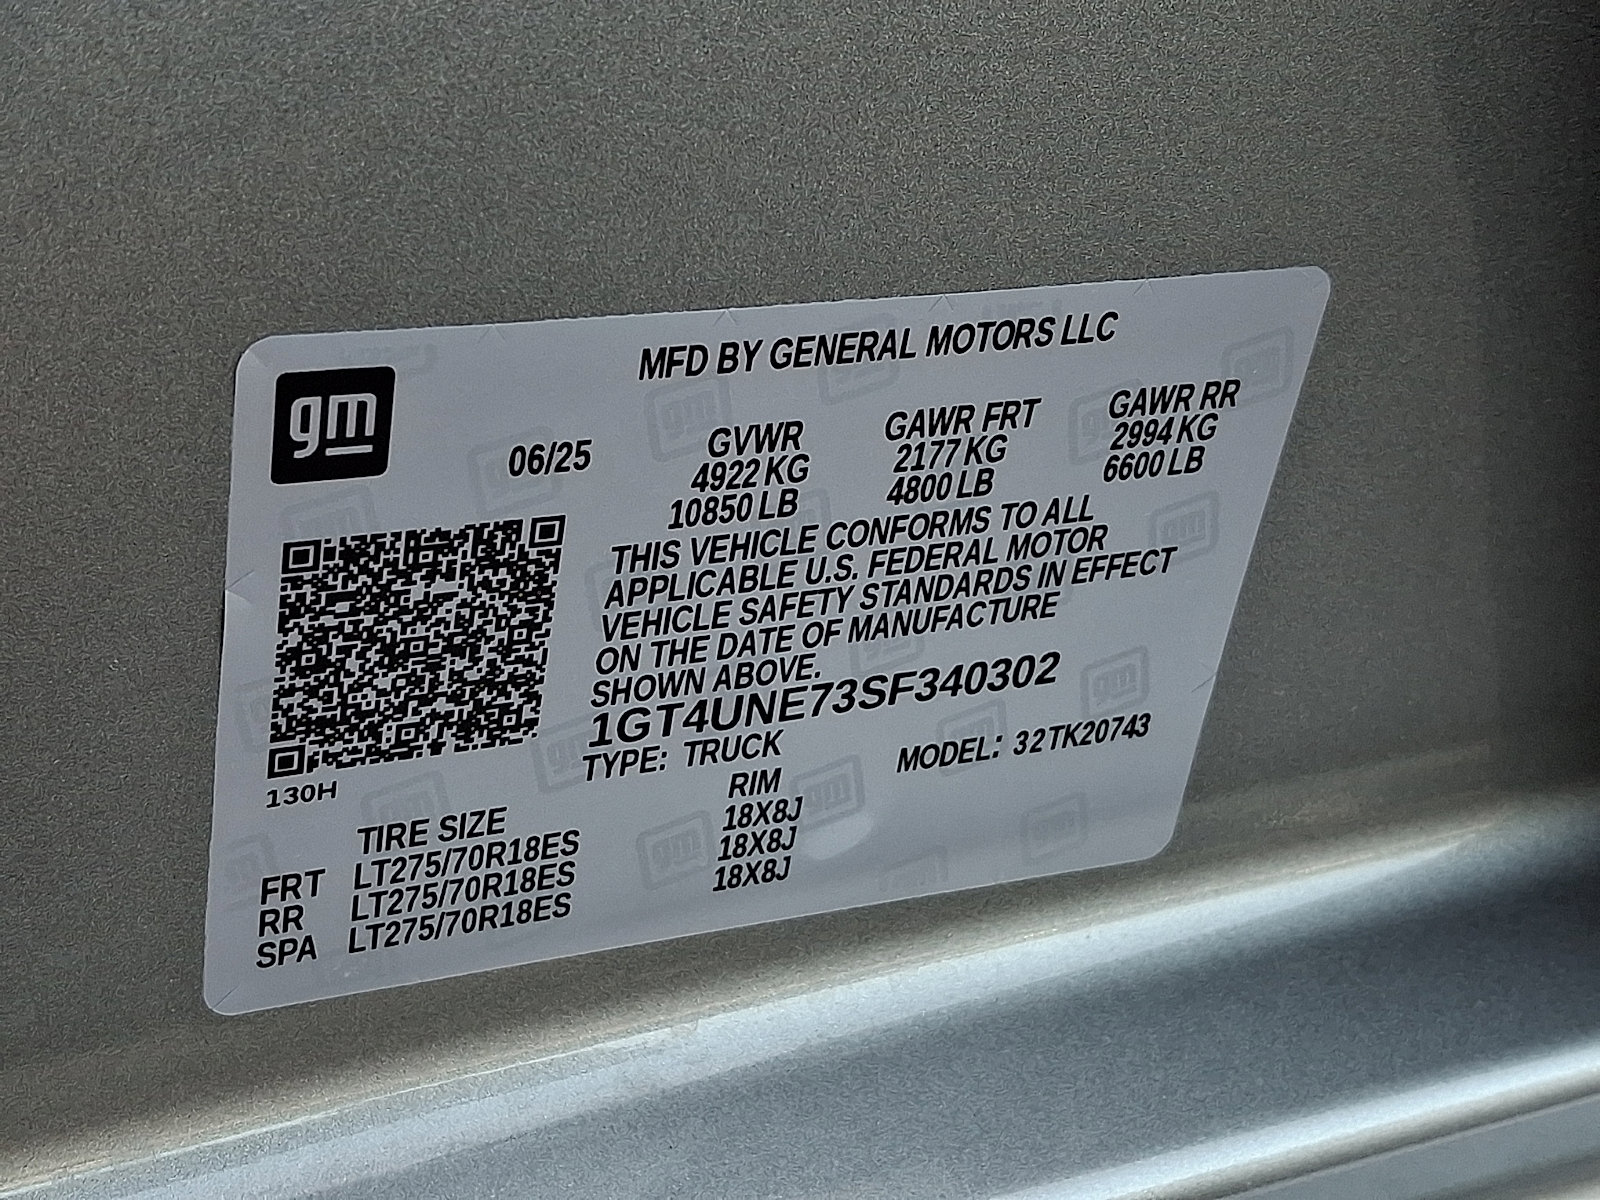 gm
MFD BY GENERAL MOTORS LLC
06/25 GVWR GAWR FRT GAWR RR
4922 KG 2177 KG 2994 KG
10850 LB 4800 LB 6600 LB
THIS VEHICLE CONFORMS TO ALL
APPLICABLE U.S. FEDERAL MOTOR
VEHICLE SAFETY STANDARDS IN EFFECT
ON THE DATE OF MANUFACTURE
SHOWN ABOVE.
1GT4UNE73SF340302
TYPE: TRUCK MODEL: 32TK20743
130H
TIRE SIZE RIM
FRT LT275/70R18ES 18X8J
RR LT275/70R18ES 18X8J
SPA LT275/70R18ES 18X8J